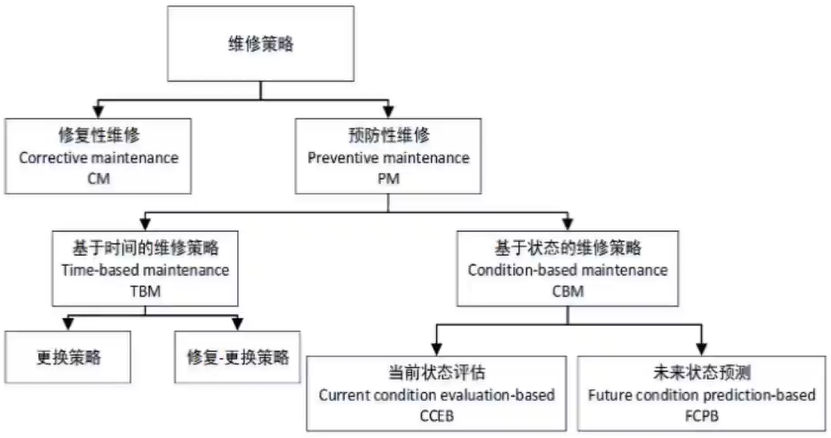 维修策略
修复性维修
Corrective maintenance
CM
预防性维修
Preventive maintenance
PM
基于时间的维修策略
Time-based maintenance
TBM
基于状态的维修策略
Condition-based maintenance
CBM
更换策略
修复-更换策略
当前状态评估
Current condition evaluation-based
CCEB
未来状态预测
Future condition prediction-based
FCPB